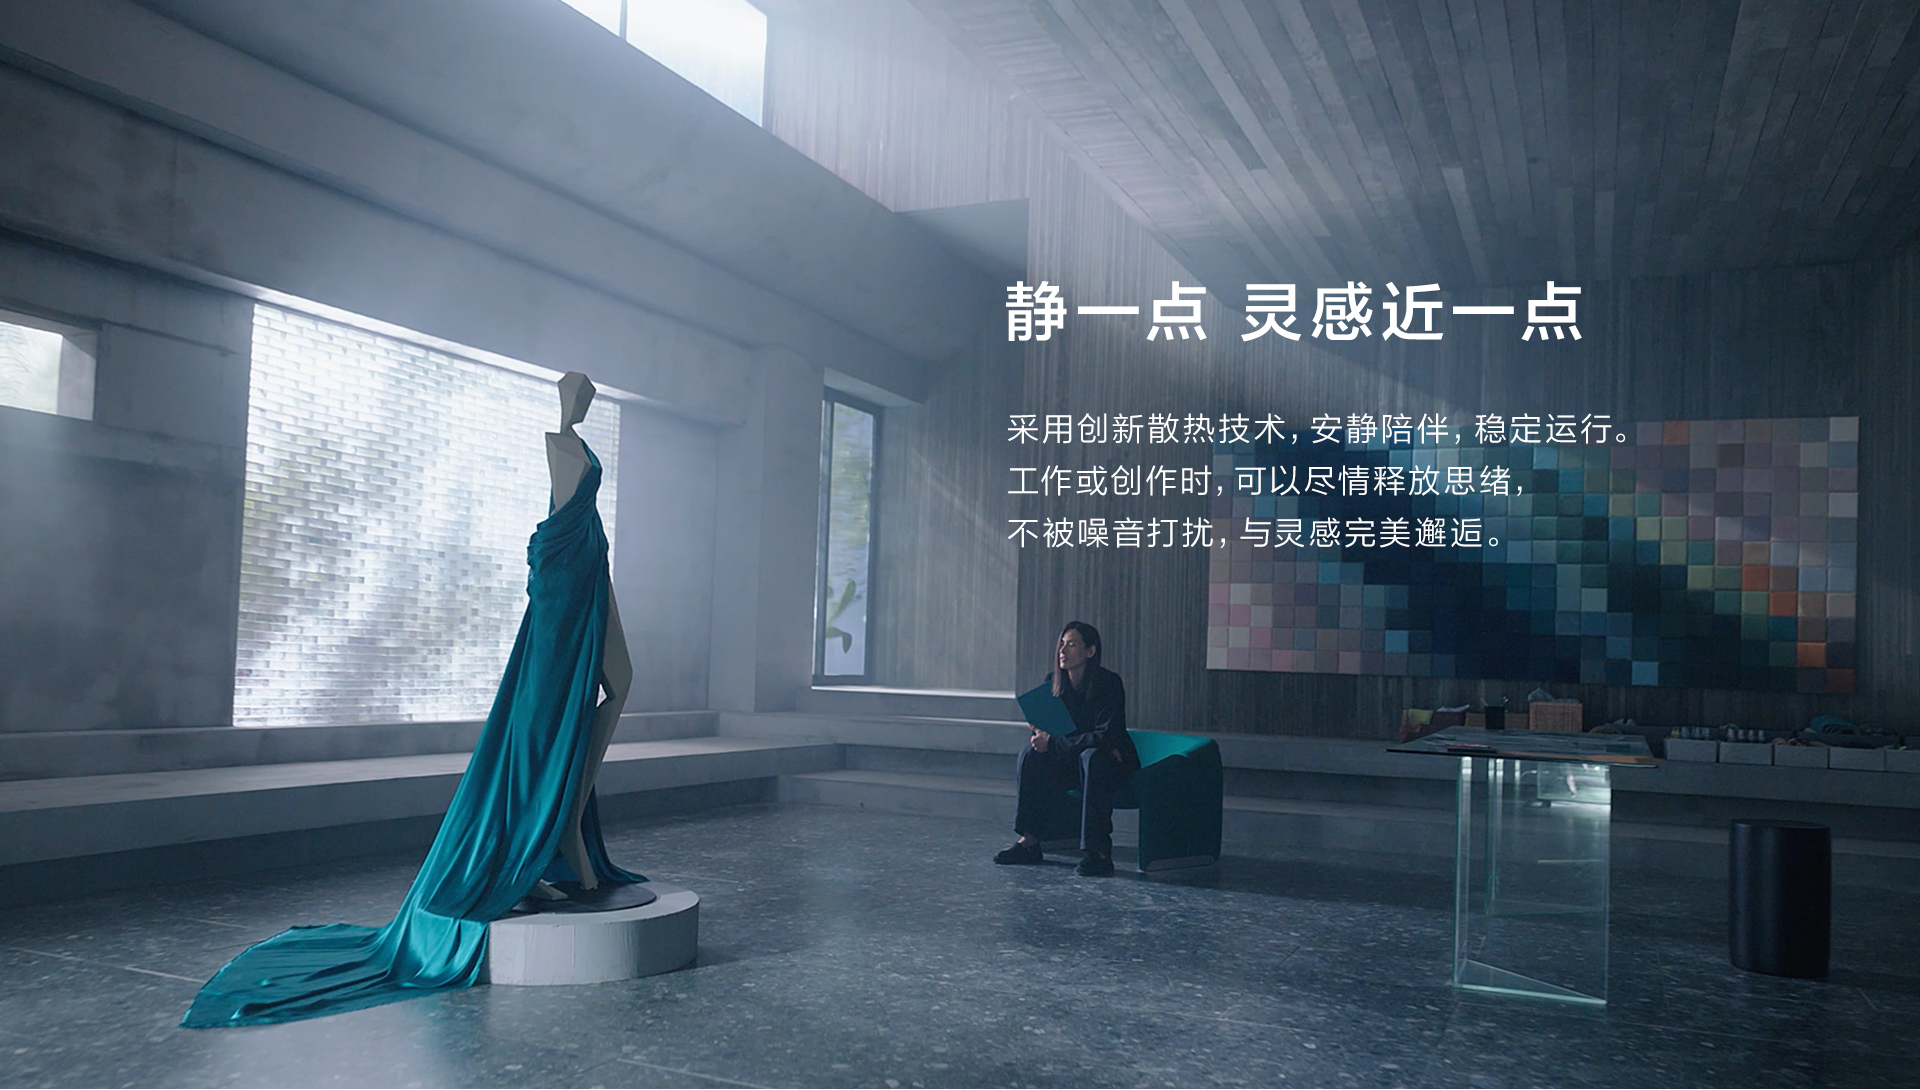 静一点 灵感近一点
采用创新散热技术，安静陪伴，稳定运行。
工作或创作时，可以尽情释放思绪，
不被噪音打扰，与灵感完美邂逅。